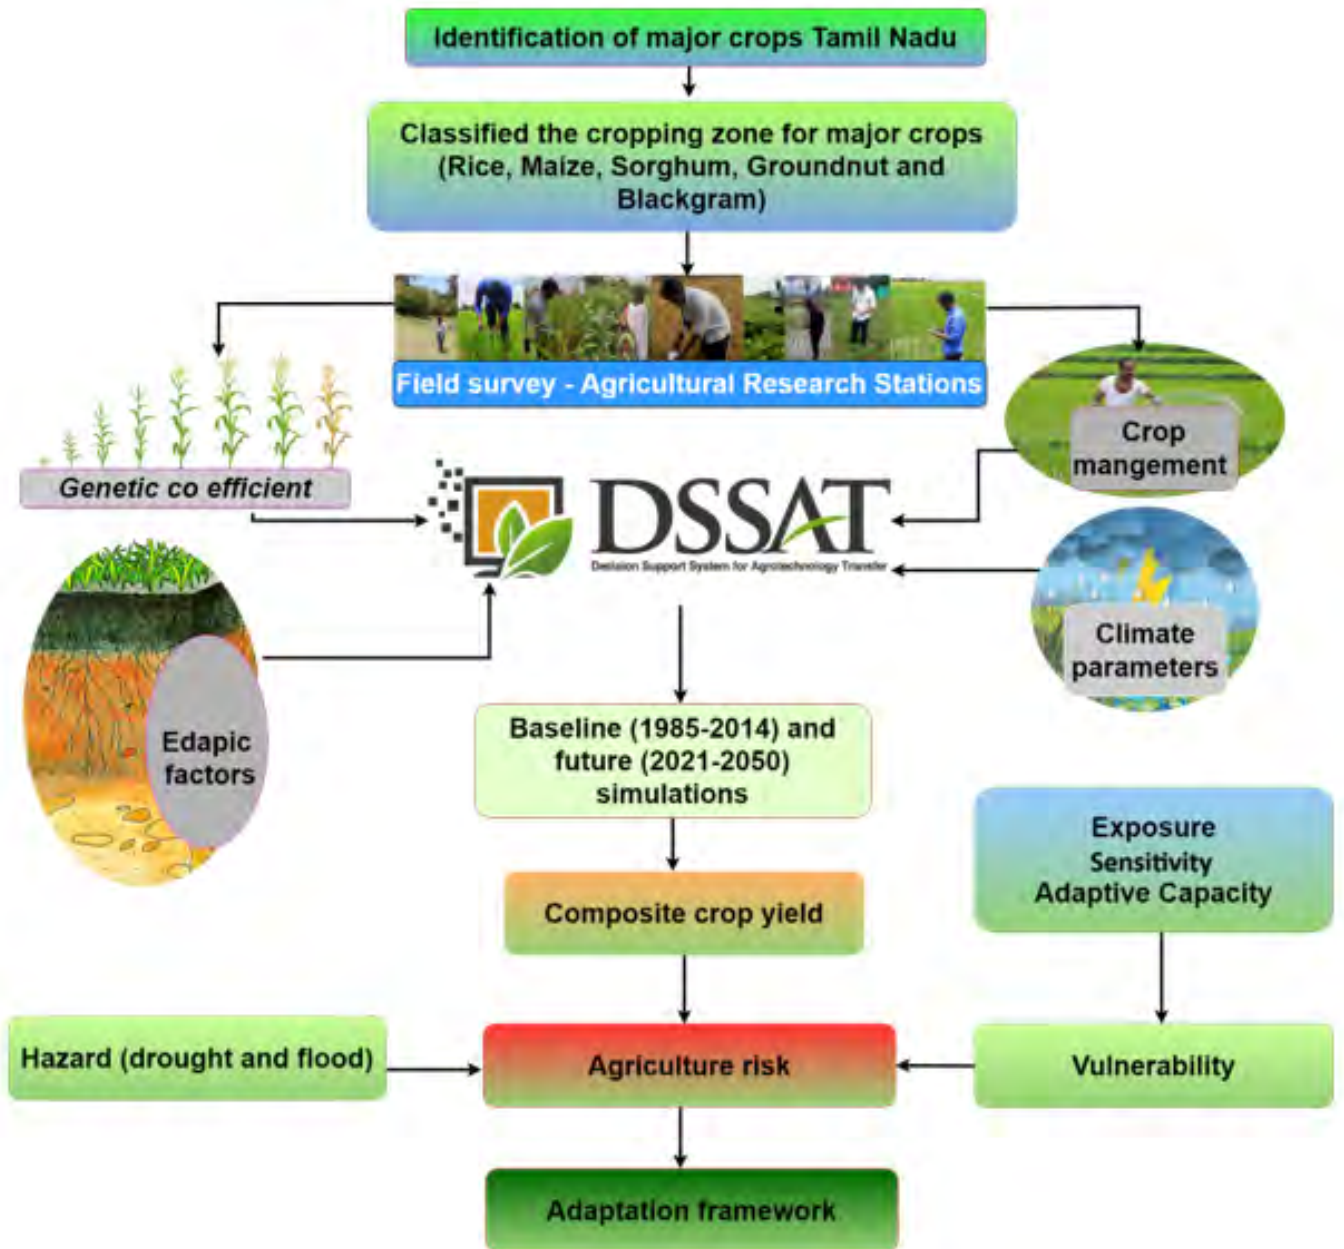 Identification of major crops Tamil Nadu
Classified the cropping zone for major crops
(Rice, Maize, Sorghum, Groundnut and
Blackgram)
Field survey - Agricultural Research Stations
Genetic co efficient
Crop
mangement
DSSAT
Decision Support System for Agrotechnology Transfer
Climate
parameters
Edapic
factors
Baseline (1985-2014) and
future (2021-2050)
simulations
Exposure
Sensitivity
Adaptive Capacity
Composite crop yield
Hazard (drought and flood)
Agriculture risk
Vulnerability
Adaptation framework